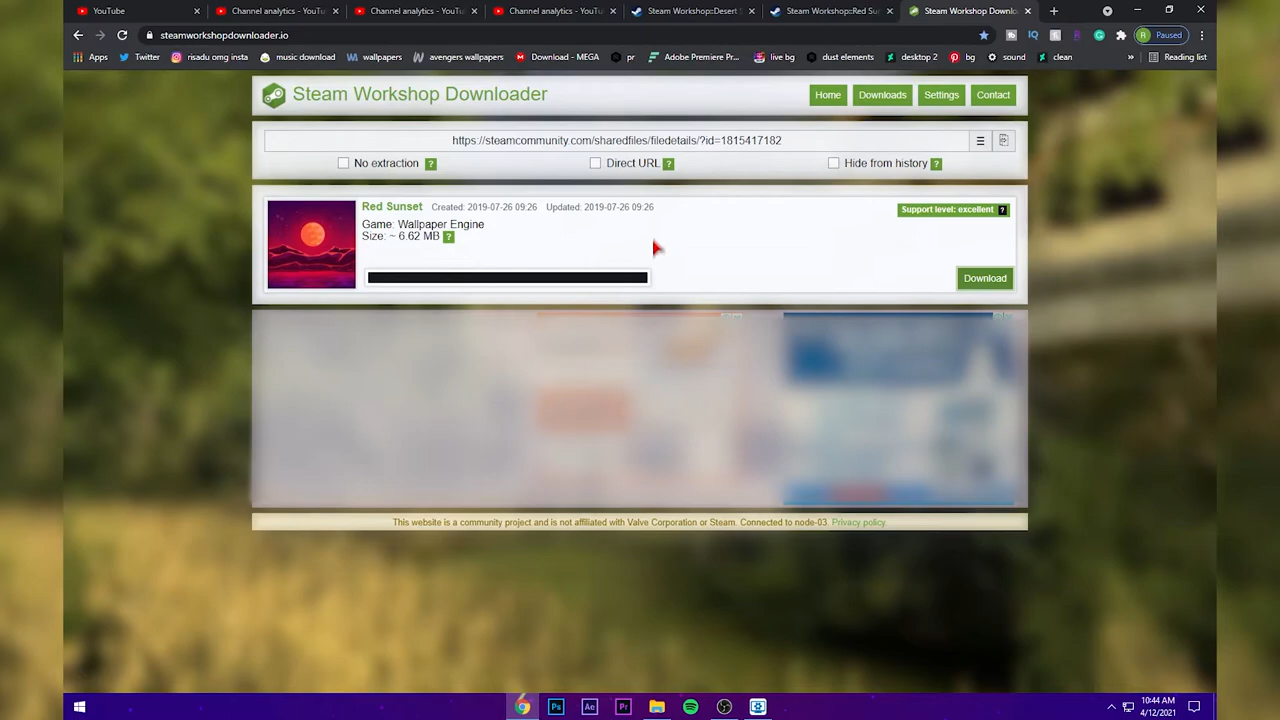 YouTube
Channel analytics - YouTu
Channel analytics - YouTu
Channel analytics - YouTu
Steam Workshop::Desert S
Steam Workshop::Red Sun
Steam Workshop Downloa
steamworkshopdownloader.io
Paused
Apps
Twitter
risadu omg insta
music download
wallpapers
avengers wallpapers
Download - MEGA
pr
Adobe Premiere Pr...
live bg
dust elements
desktop 2
bg
sound
clean
»
Reading list
Steam Workshop Downloader
Home
Downloads
Settings
Contact
https://steamcommunity.com/sharedfiles/filedetails/?id=1815417182
No extraction ?
Direct URL ?
Hide from history ?
Red Sunset Created: 2019-07-26 09:26 Updated: 2019-07-26 09:26
Support level: excellent ?
Game: Wallpaper Engine
Size: ~ 6.62 MB ?
Download
This website is a community project and is not affiliated with Valve Corporation or Steam. Connected to node-03. Privacy policy.
Ps
Ae
Pr
10:44 AM
4/12/2021